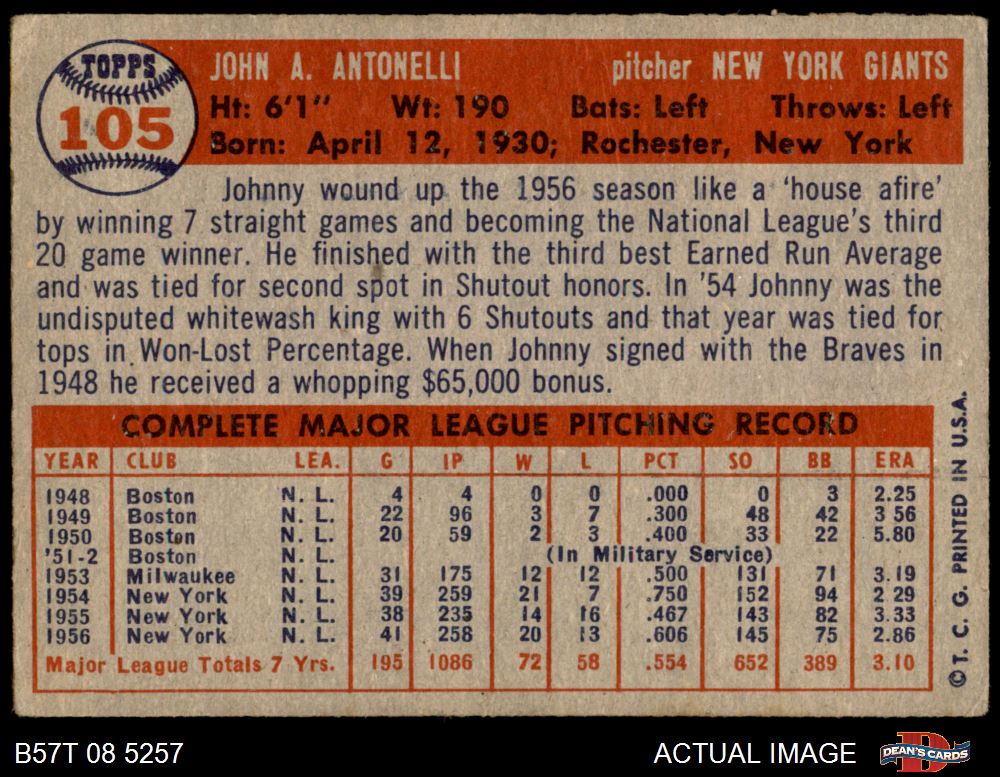 TOPPS
105
JOHN A. ANTONELLI pitcher NEW YORK GIANTS
Ht: 6'1" Wt: 190 Bats: Left Throws: Left
Born: April 12, 1930; Rochester, New York
Johnny wound up the 1956 season like a 'house afire'
by winning 7 straight games and becoming the National League's third
20 game winner. He finished with the third best Earned Run Average
and was tied for second spot in Shutout honors. In '54 Johnny was the
undisputed whitewash king with 6 Shutouts and that year was tied for
tops in Won-Lost Percentage. When Johnny signed with the Braves in
1948 he received a whopping $65,000 bonus.
COMPLETE MAJOR LEAGUE PITCHING RECORD
YEAR CLUB LEA. G IP W L PCT SO BB ERA
1948 Boston N. L. 4 4 0 0 .000 0 3 2.25
1949 Boston N. L. 22 96 3 7 .300 48 42 3 56
1950 Boston N. L. 20 59 2 3 .400 33 22 5.80
'51-2 Boston N. L. (In Military Service)
1953 Milwaukee N. L. 31 175 12 12 .500 131 71 3.19
1954 New York N. L. 39 259 21 7 .750 152 94 2.29
1955 New York N. L. 38 235 14 16 .467 143 82 3.33
1956 New York N. L. 41 258 20 13 .606 145 75 2.86
Major League Totals 7 Yrs. 195 1086 72 58 .554 652 389 3.10
© T. C. G. PRINTED IN U.S.A.
B57T 08 5257 ACTUAL IMAGE DEAN'S CARDS